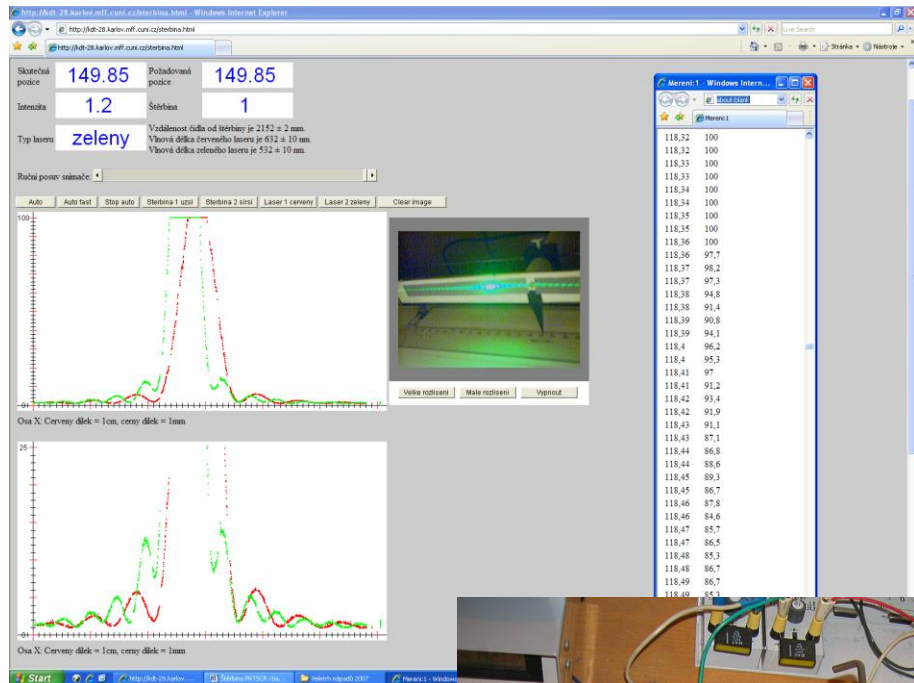 http://kdt-28.karlov.mff.cuni.cz/sterbina.html - Windows Internet Explorer
http://kdt-28.karlov.mff.cuni.cz/sterbina.html
Live Search
http://kdt-28.karlov.mff.cuni.cz/sterbina.html
Stránka
Nástroje
Skutečná pozice
149.85
Požadovaná pozice
149.85
Intenzita
1.2
Štěrbina
1
Typ laseru
zeleny
Vzdálenost čidla od štěrbiny je 2152 ± 2 mm.
Vlnová délka červeného laseru je 632 ± 10 nm.
Vlnová délka zeleného laseru je 532 ± 10 nm.
Ruční posuv snímače:
Auto
Auto fast
Stop auto
Sterbina 1 uzsi
Sterbina 2 sirsi
Laser 1 cerveny
Laser 2 zeleny
Clear image
100
0
Velke rozliseni
Male rozliseni
Vypnout
Osa X: Cerveny dilek = 1cm, cerny dilek = 1mm
25
0
Osa X: Cerveny dilek = 1cm, cerny dilek = 1mm
Mereni:1 - Windows Intern...
about:blank
Mereni:1
118,32 100
118,32 100
118,33 100
118,33 100
118,34 100
118,34 100
118,35 100
118,35 100
118,36 100
118,36 97,7
118,37 98,2
118,37 97,3
118,38 94,8
118,38 91,4
118,39 90,8
118,39 94,1
118,4 96,2
118,4 95,3
118,41 97
118,41 91,2
118,42 93,4
118,42 91,9
118,43 91,1
118,43 87,1
118,44 86,8
118,44 88,6
118,45 89,3
118,45 86,7
118,46 87,8
118,46 84,6
118,47 85,7
118,47 86,5
118,48 85,3
118,48 86,7
118,49 86,7
118,49 85,3
Start
http://kdt-28.karlov....
Štěrbina PRTSCR i ba...
Veletrh nápadů 2007
Mereni:1 - Windows